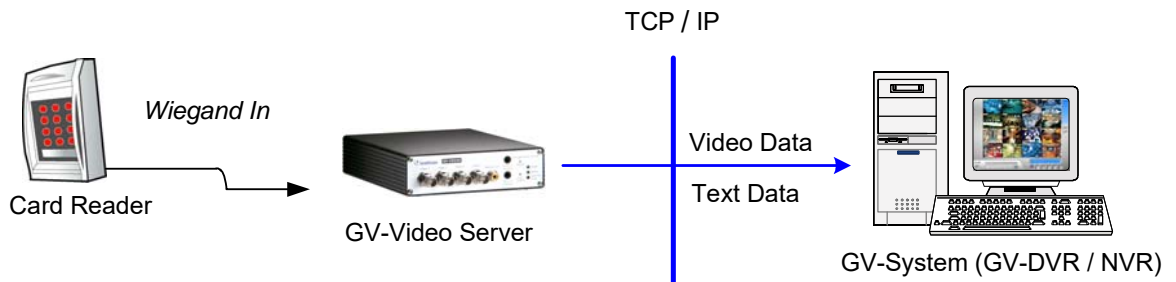 TCP / IP
Wiegand In
Video Data
Text Data
Card Reader
GV-Video Server
GV-System (GV-DVR / NVR)